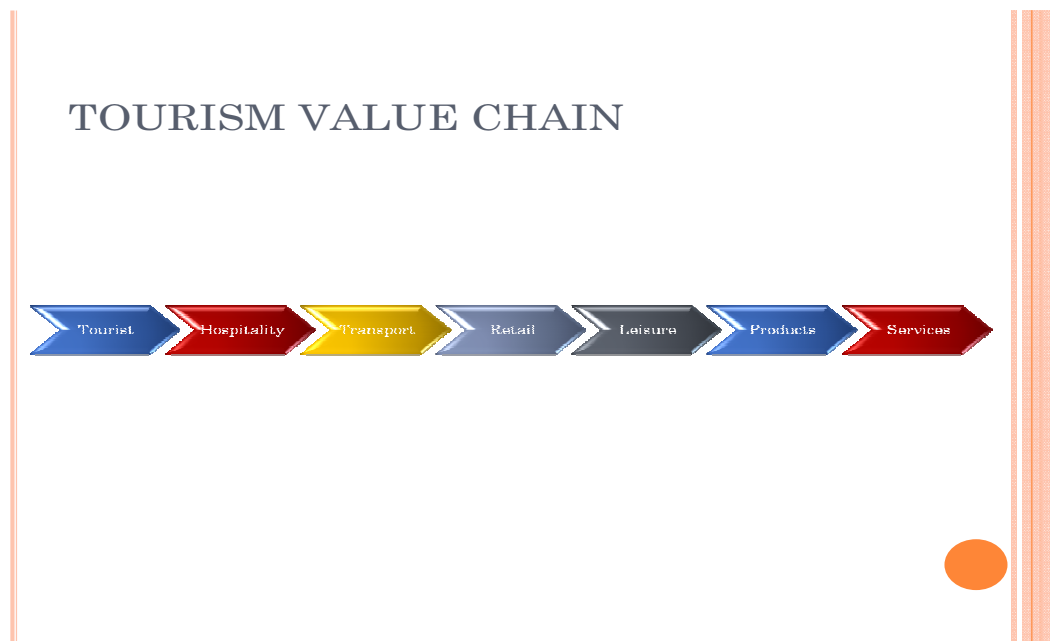 TOURISM VALUE CHAIN
Tourist Hospitality Transport Retail Leisure Products Services